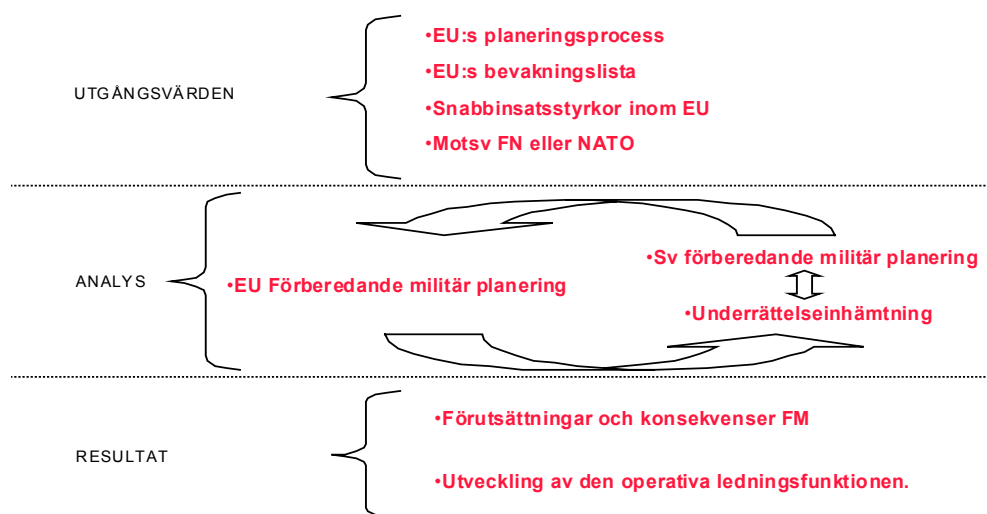 •EU:s planeringsprocess
•EU:s bevakningslista
UTGÅNGSVÄRDEN
•Snabbinsatsstyrkor inom EU
•Motsv FN eller NATO
•Sv förberedande militär planering
ANALYS
•EU Förberedande militär planering
•Underrättelseinhämtning
•Förutsättningar och konsekvenser FM
RESULTAT
•Utveckling av den operativa ledningsfunktionen.